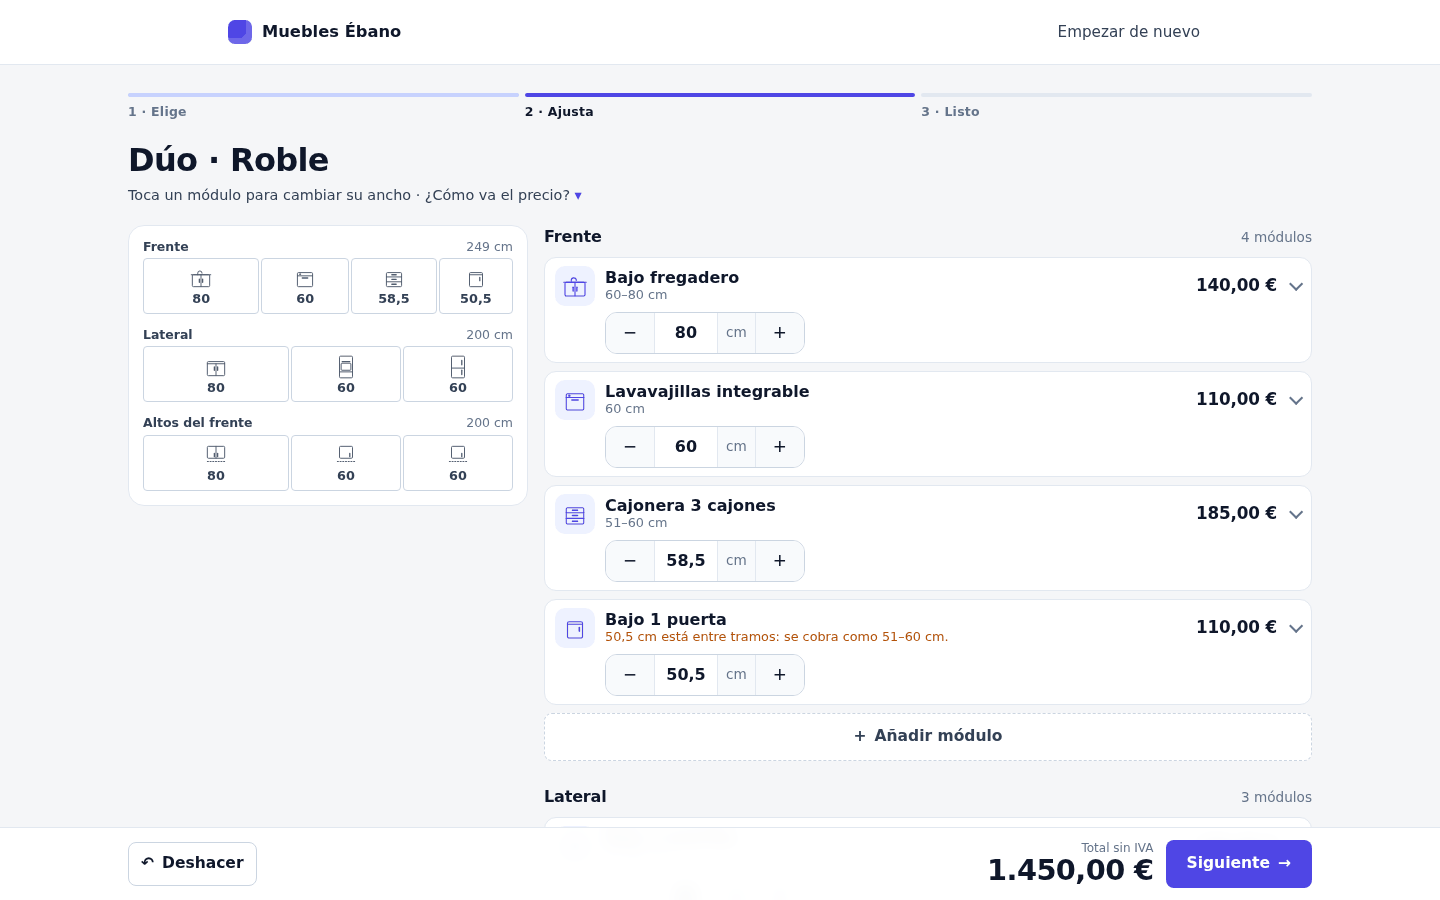 Muebles Ébano
Empezar de nuevo
1 · Elige
2 · Ajusta
3 · Listo
Dúo · Roble
Toca un módulo para cambiar su ancho · ¿Cómo va el precio? ▾
Frente 249 cm
80 60 58,5 50,5
Lateral 200 cm
80 60 60
Altos del frente 200 cm
80 60 60
Frente 4 módulos
Bajo fregadero 140,00 €
60–80 cm
− 80 cm +
Lavavajillas integrable 110,00 €
60 cm
− 60 cm +
Cajonera 3 cajones 185,00 €
51–60 cm
− 58,5 cm +
Bajo 1 puerta 110,00 €
50,5 cm está entre tramos: se cobra como 51–60 cm.
− 50,5 cm +
+ Añadir módulo
Lateral 3 módulos
↶ Deshacer
Total sin IVA
1.450,00 €
Siguiente →